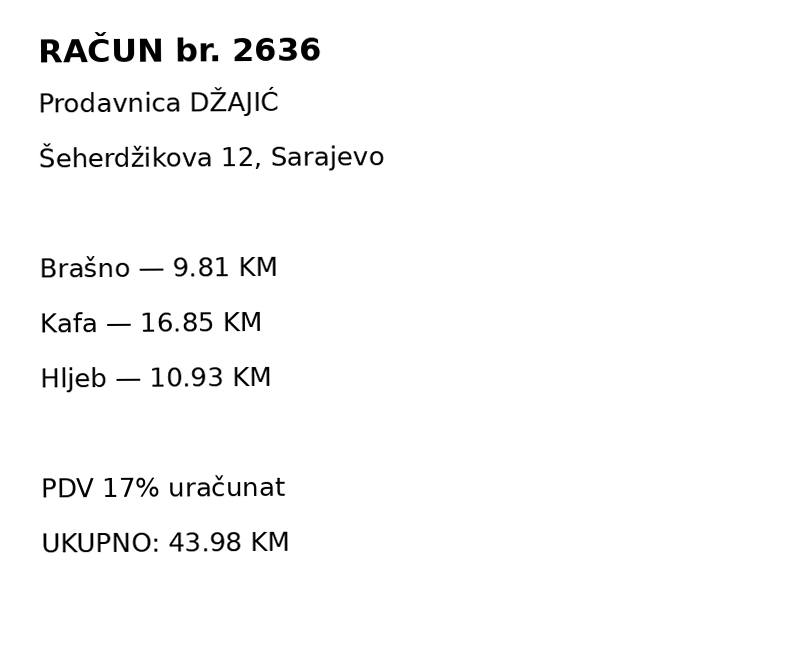 RAČUN br. 2636
Prodavnica DŽAJIĆ
Šeherdžikova 12, Sarajevo
Brašno — 9.81 KM
Kafa — 16.85 KM
Hljeb — 10.93 KM
PDV 17% uračunat
UKUPNO: 43.98 KM